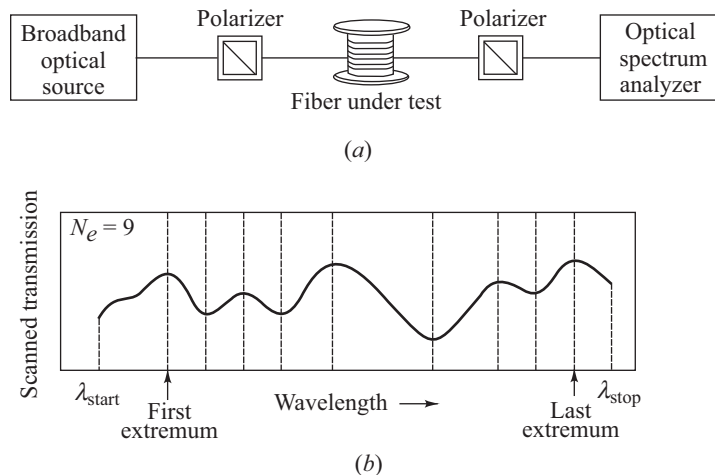 Broadband
optical
source
Polarizer
Fiber under test
Polarizer
Optical
spectrum
analyzer
(a)
Scanned transmission
Nₑ = 9
λstart
First
extremum
Wavelength
Last
extremum
λstop
(b)